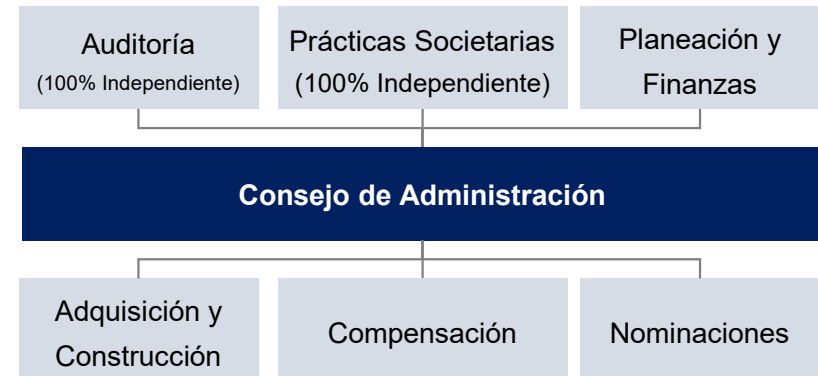 Auditoría
(100% Independiente)
Prácticas Societarias
(100% Independiente)
Planeación y
Finanzas
Consejo de Administración
Adquisición y
Construcción
Compensación
Nominaciones